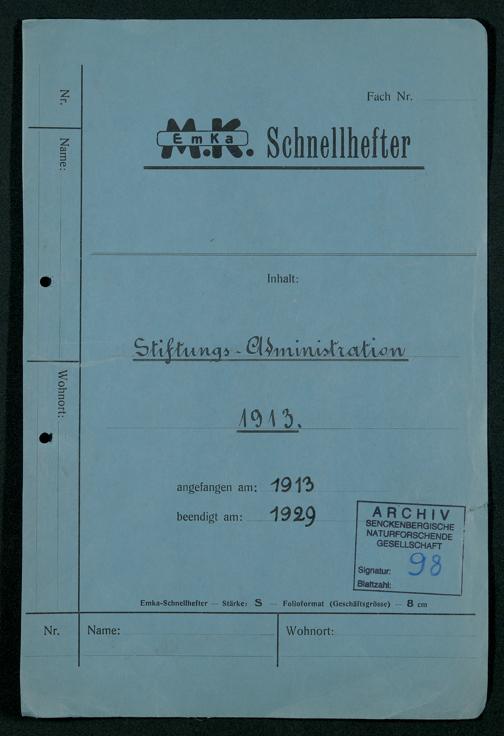 Nr.
Name:
Wohnort:
Fach Nr.
M.K.
EmKa
Schnellhefter
Inhalt:
Stiftungs-Administration
1913.
angefangen am: 1913
beendigt am: 1929
ARCHIV
SENCKENBERGISCHE
NATURFORSCHENDE
GESELLSCHAFT
Signatur: 98
Blattzahl:
Emka-Schnellhefter — Stärke: S — Folioformat (Geschäftsgrösse) — 8 cm
Nr. Name: Wohnort: